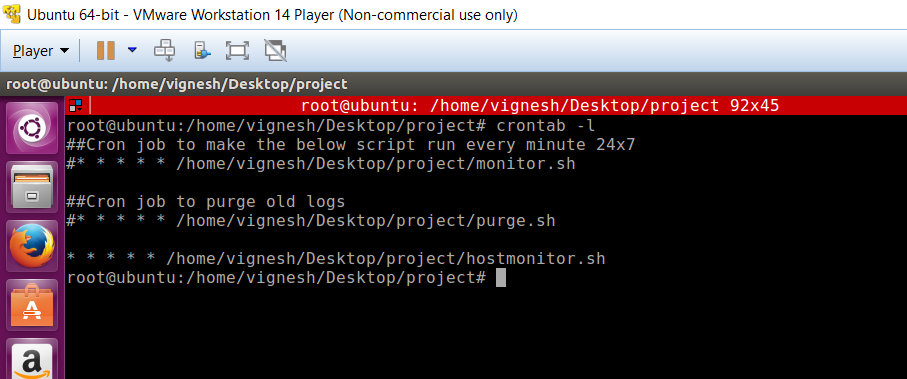 Ubuntu 64-bit - VMware Workstation 14 Player (Non-commercial use only)
Player
root@ubuntu: /home/vignesh/Desktop/project
root@ubuntu: /home/vignesh/Desktop/project 92x45
root@ubuntu:/home/vignesh/Desktop/project# crontab -l
##Cron job to make the below script run every minute 24x7
#* * * * * /home/vignesh/Desktop/project/monitor.sh
##Cron job to purge old logs
#* * * * * /home/vignesh/Desktop/project/purge.sh
* * * * * /home/vignesh/Desktop/project/hostmonitor.sh
root@ubuntu:/home/vignesh/Desktop/project#